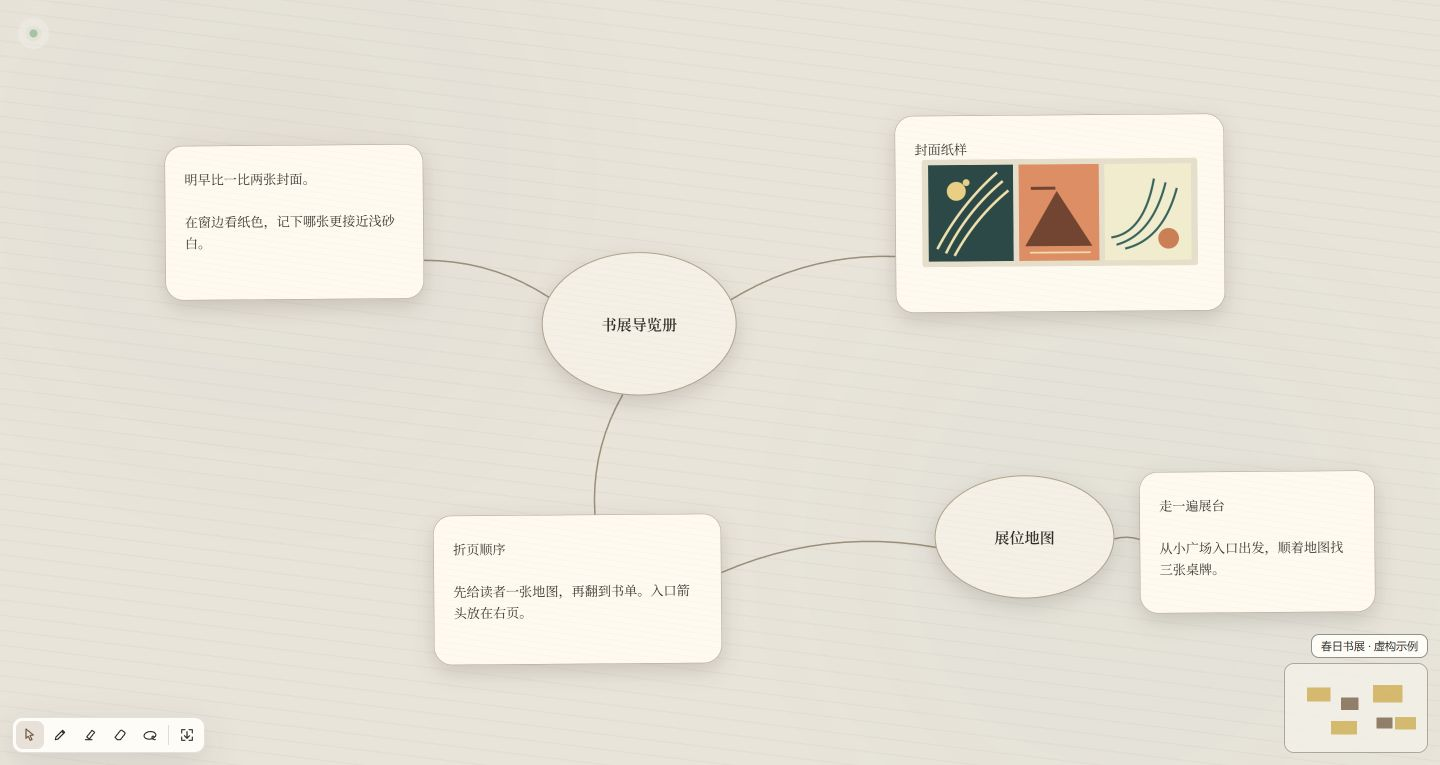 明早比一比两张封面。
在窗边看纸色，记下哪张更接近浅砂
白。
封面纸样
书展导览册
折页顺序
先给读者一张地图，再翻到书单。入口箭
头放在右页。
展位地图
走一遍展台
从小广场入口出发，顺着地图找
三张桌牌。
春日书展 · 虚构示例